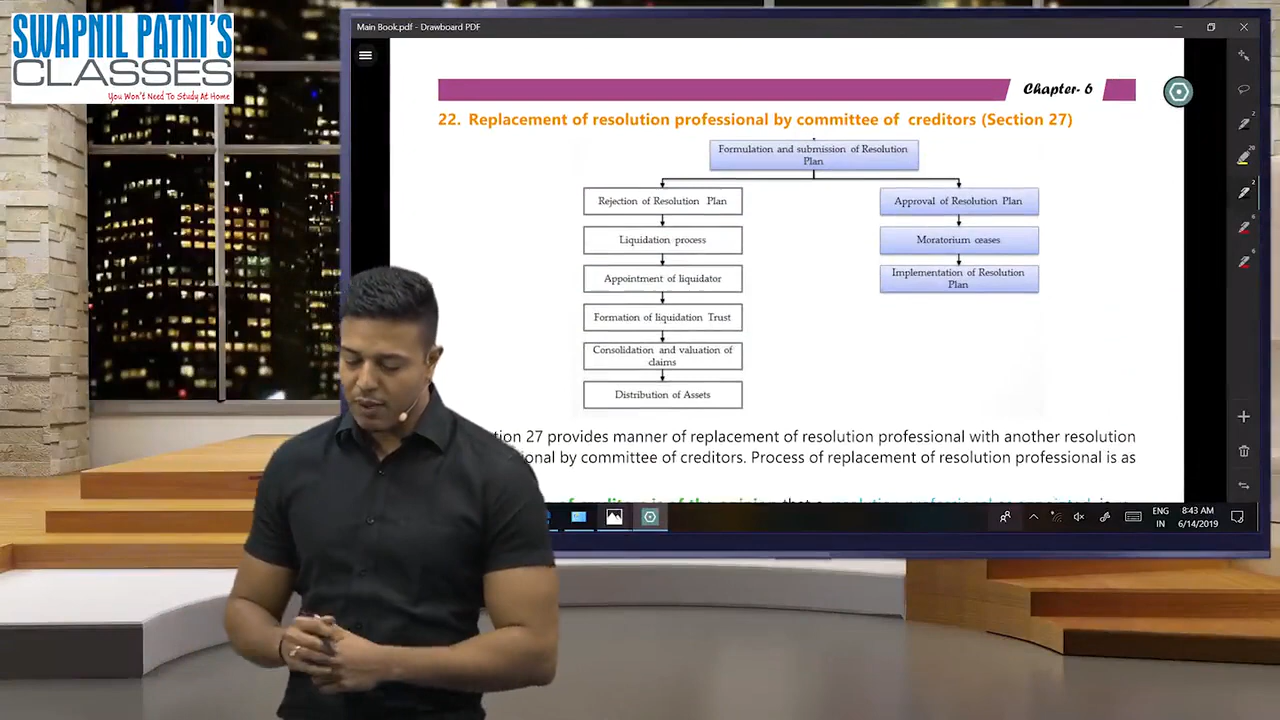 SWAPNIL PATNI'S
CLASSES
You Won't Need To Study At Home
Main Book.pdf - Drawboard PDF
Chapter- 6
22. Replacement of resolution professional by committee of creditors (Section 27)
Formulation and submission of Resolution
Plan
Rejection of Resolution Plan
Approval of Resolution Plan
Liquidation process
Moratorium ceases
Appointment of liquidator
Implementation of Resolution
Plan
Formation of liquidation Trust
Consolidation and valuation of
claims
Distribution of Assets
27 provides manner of replacement of resolution professional with another resolution
by committee of creditors. Process of replacement of resolution professional is as
ENG
IN
8:43 AM
6/14/2019